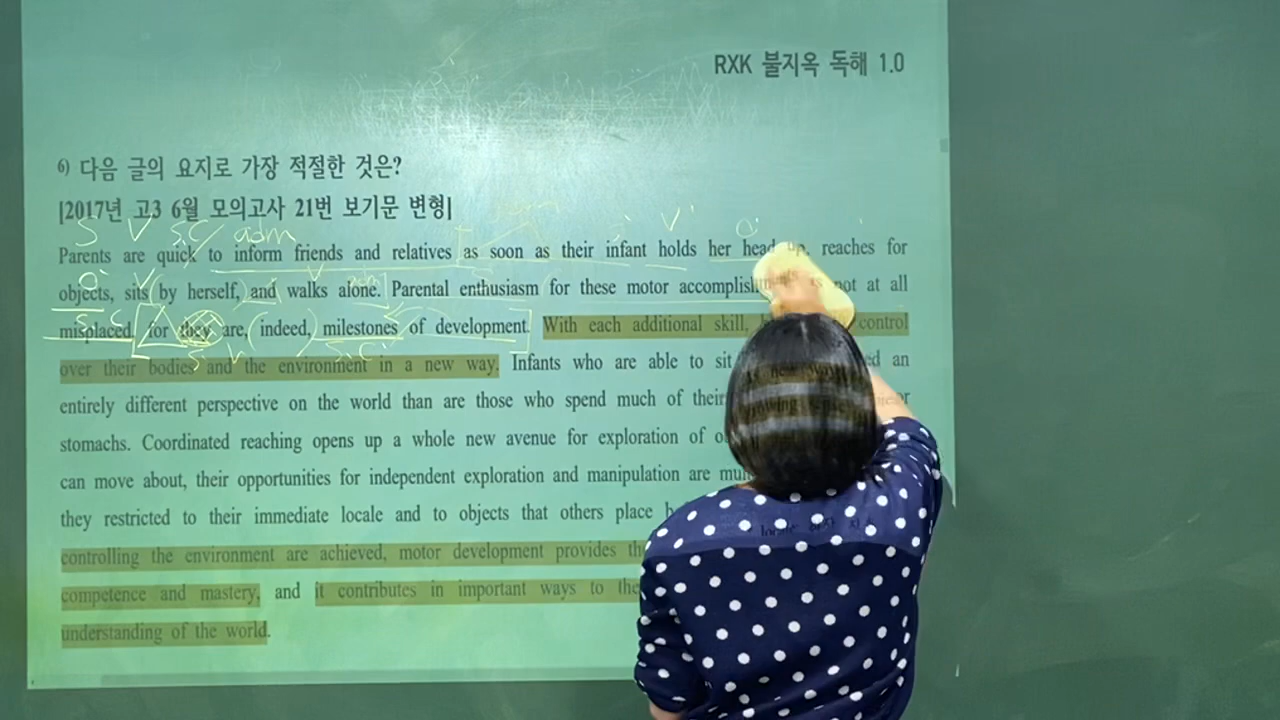 RXK 불지옥 독해 1.0
6) 다음 글의 요지로 가장 적절한 것은?
|2017년 고3 6월 모의고사 21번 보기문 변형|
S V S.C adm V' O'
Parents are quick to inform friends and relatives as soon as their infant holds her head up, reaches for
O' V
objects, sits by herself, and walks alone. Parental enthusiasm for these motor is not at all
S.C
misplaced, for they are, indeed, milestones of development. With each additional skill, control
S V S.C
over their bodies and the environment in a new way. Infants who are able to sit an
entirely different perspective on the world than are those who spend much of their or
stomachs. Coordinated reaching opens up a whole new avenue for exploration of
can move about, their opportunities for independent exploration and manipulation are
they restricted to their immediate locale and to objects that others place
controlling the environment are achieved, motor development provides
competence and mastery, and it contributes in important ways to
understanding of the world.